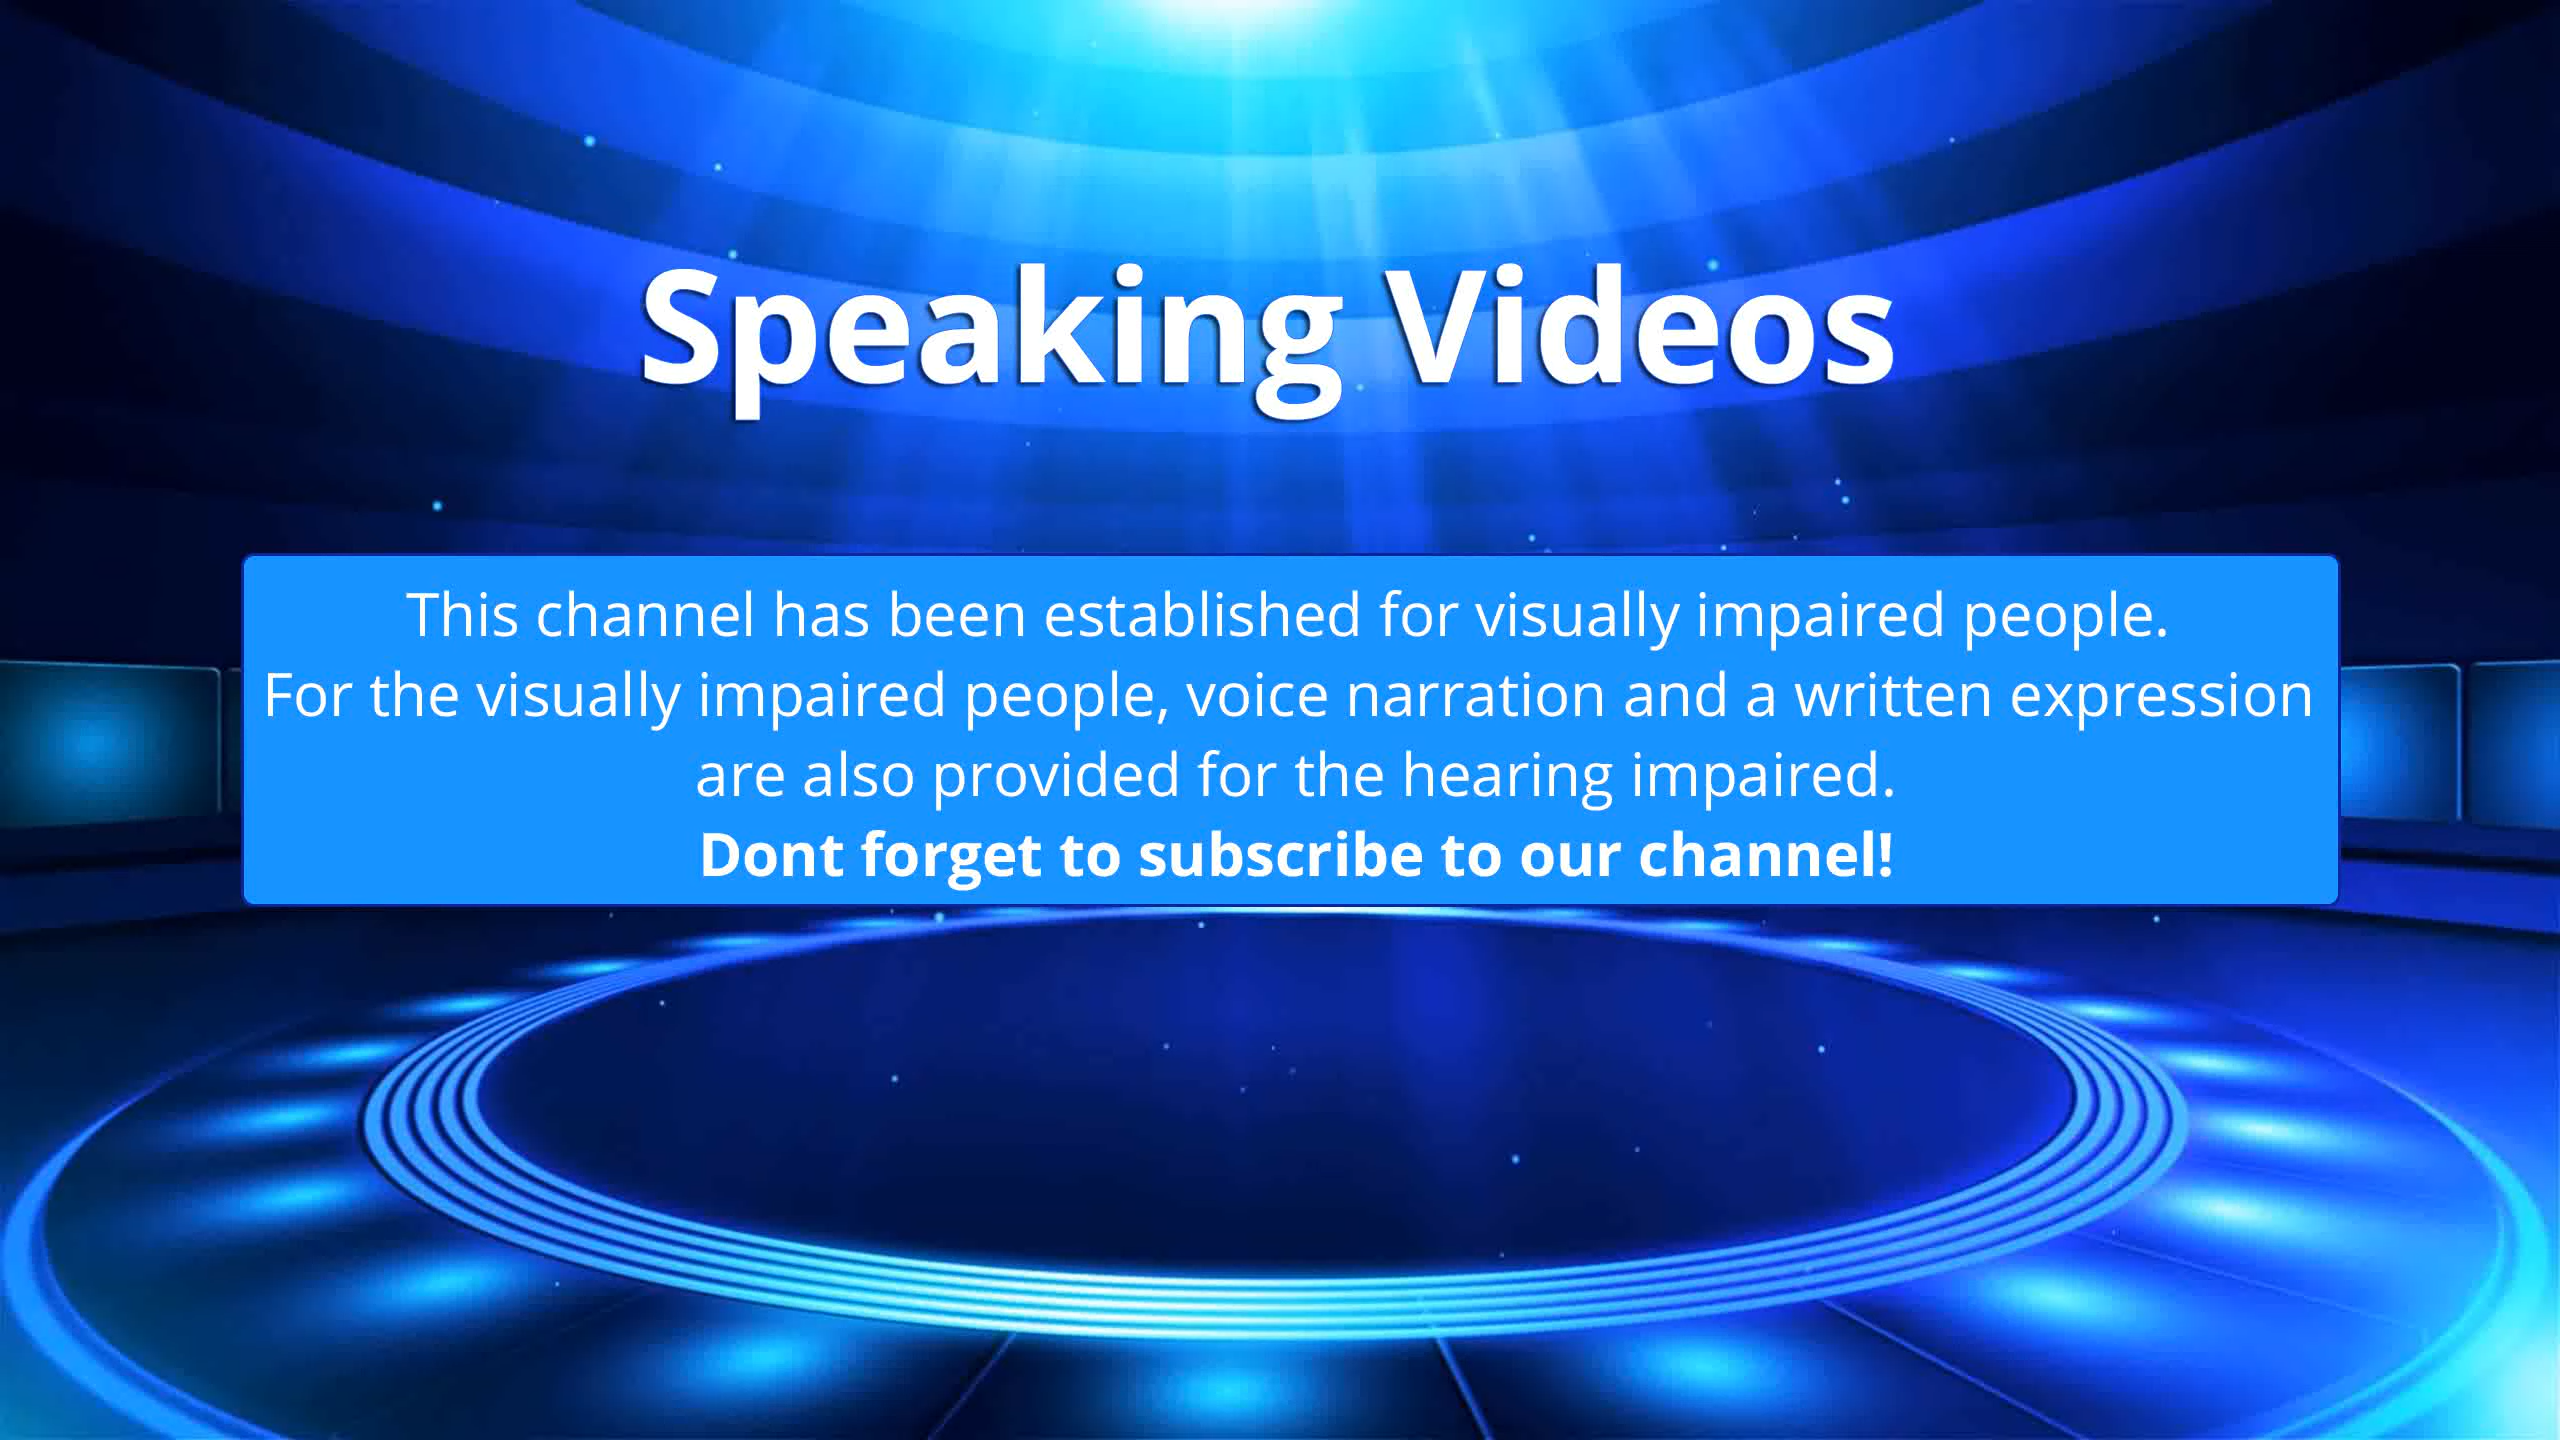 Speaking Videos
This channel has been established for visually impaired people.
For the visually impaired people, voice narration and a written expression
are also provided for the hearing impaired.
Dont forget to subscribe to our channel!